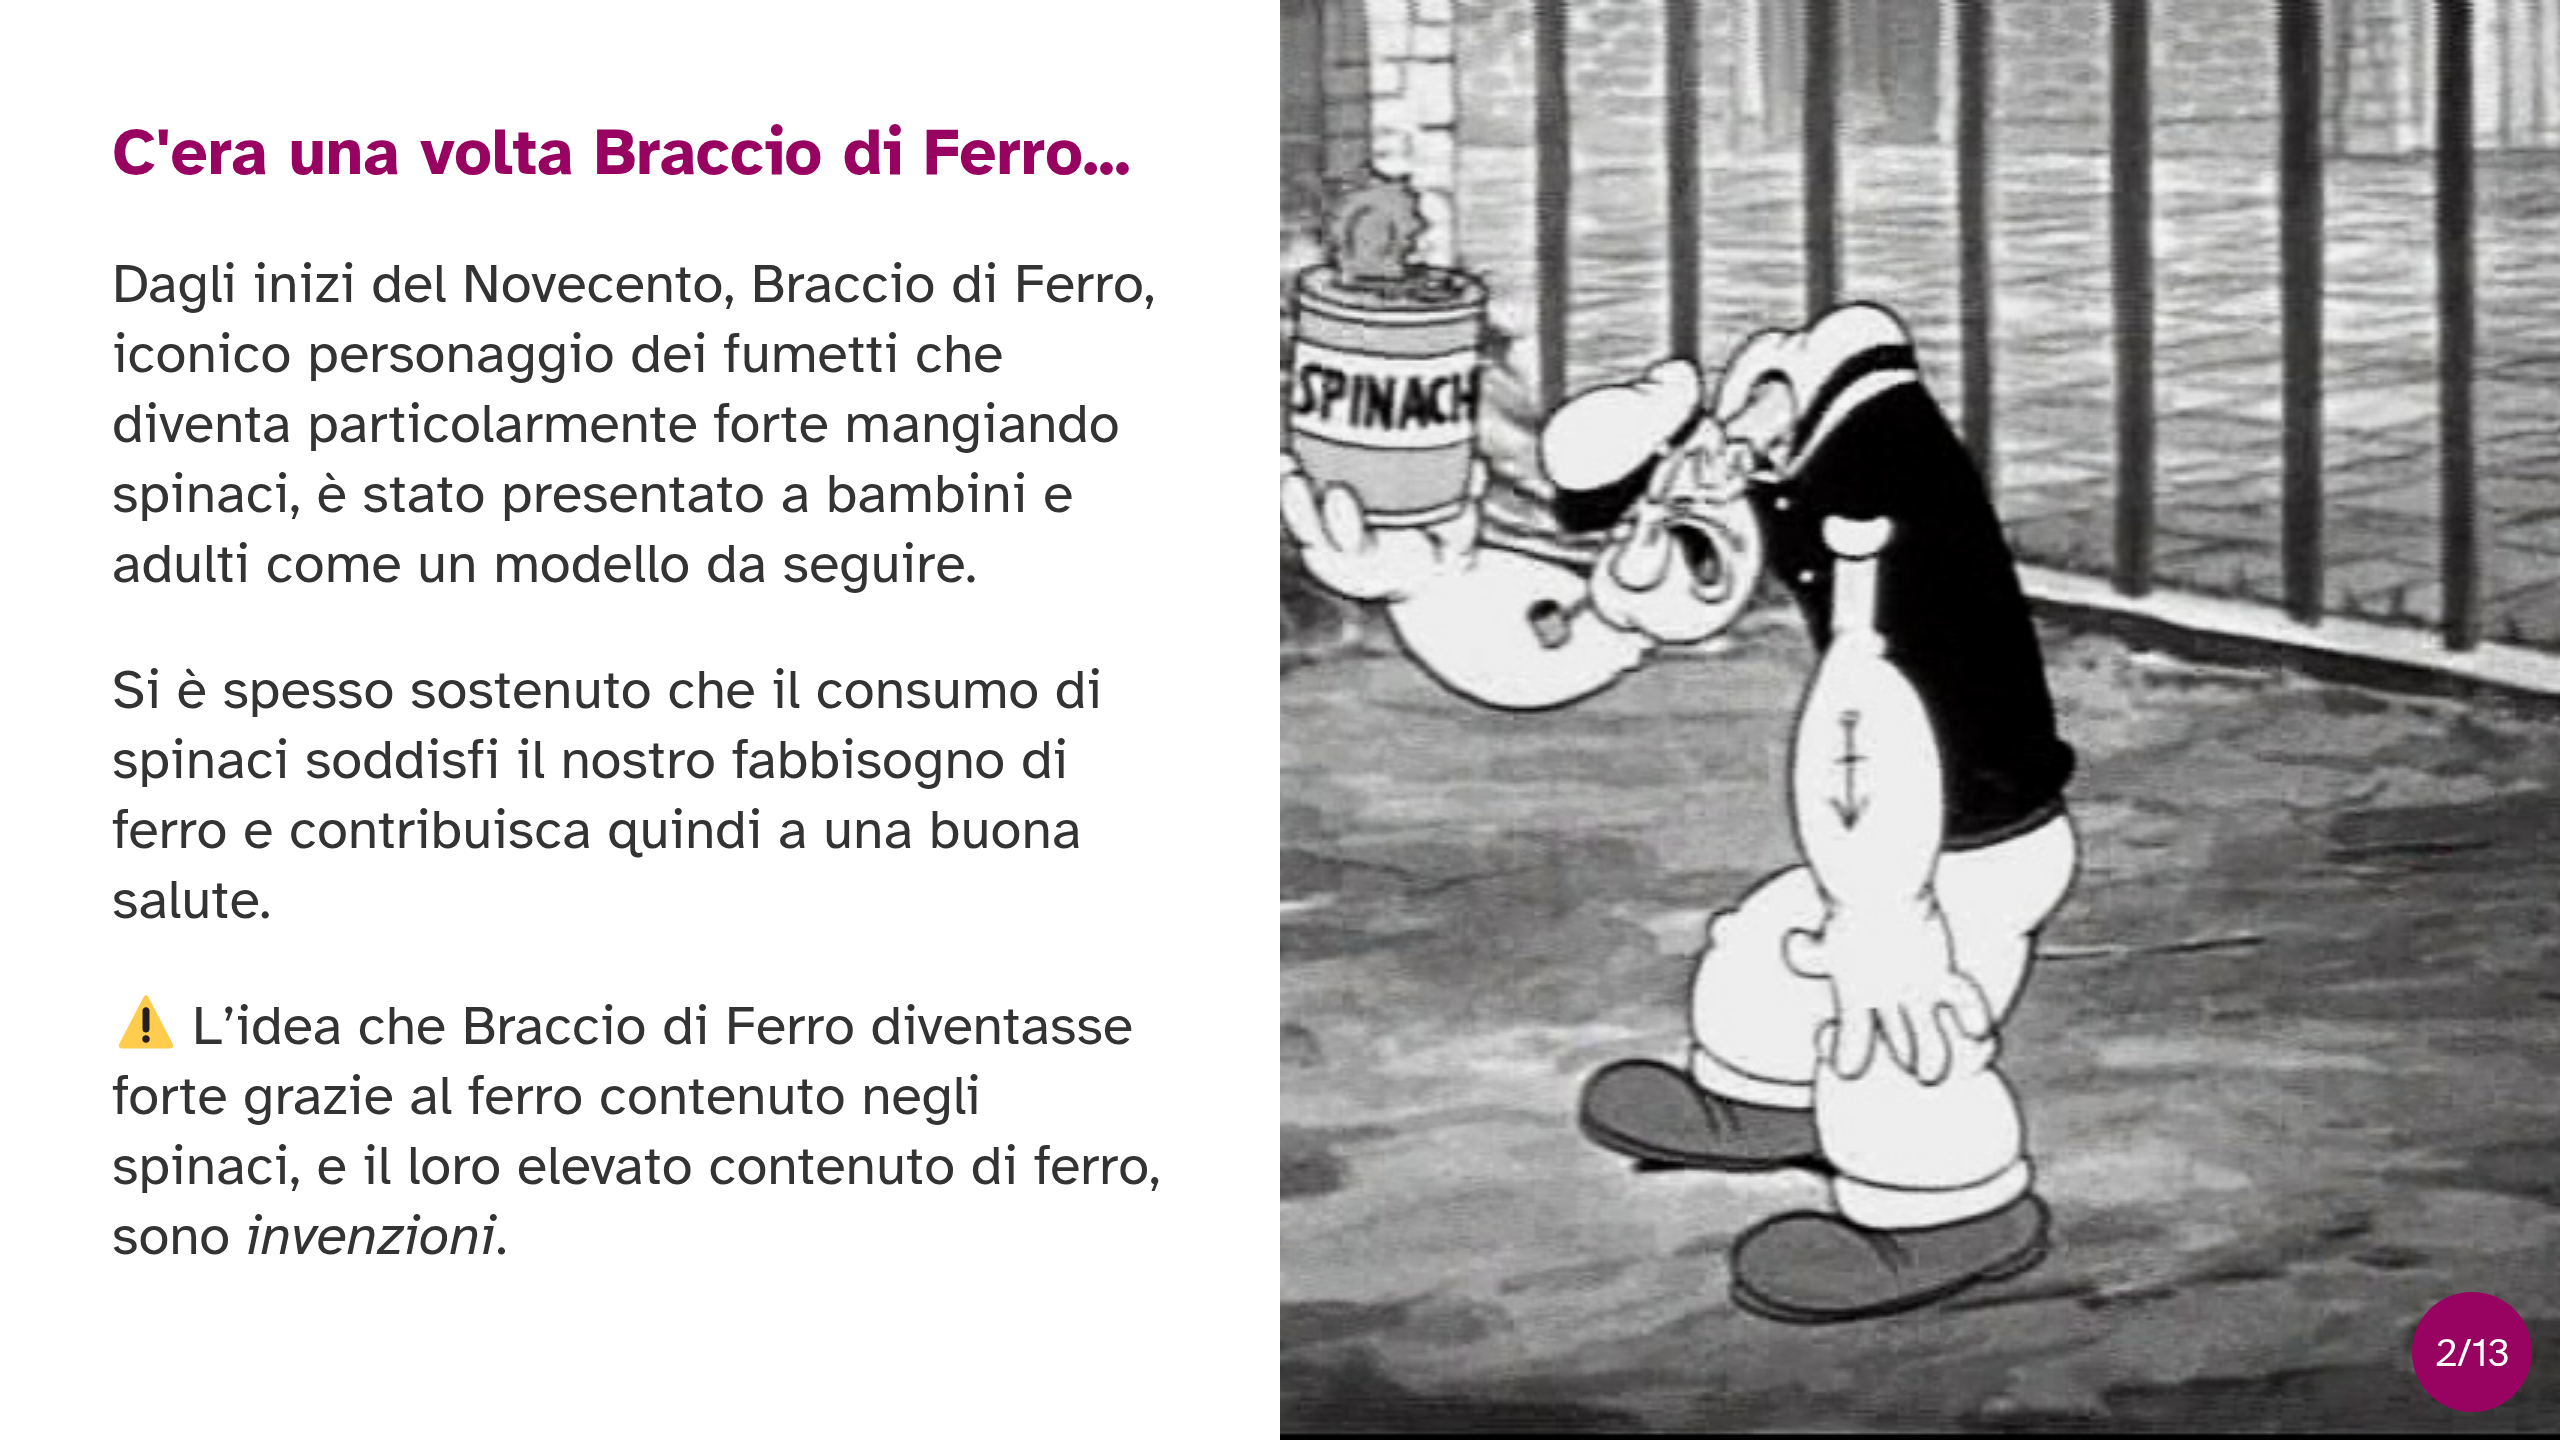 C'era una volta Braccio di Ferro...
Dagli inizi del Novecento, Braccio di Ferro,
iconico personaggio dei fumetti che
diventa particolarmente forte mangiando
spinaci, è stato presentato a bambini e
adulti come un modello da seguire.
Si è spesso sostenuto che il consumo di
spinaci soddisfi il nostro fabbisogno di
ferro e contribuisca quindi a una buona
salute.
⚠️ L’idea che Braccio di Ferro diventasse
forte grazie al ferro contenuto negli
spinaci, e il loro elevato contenuto di ferro,
sono invenzioni.
SPINACH
2/13